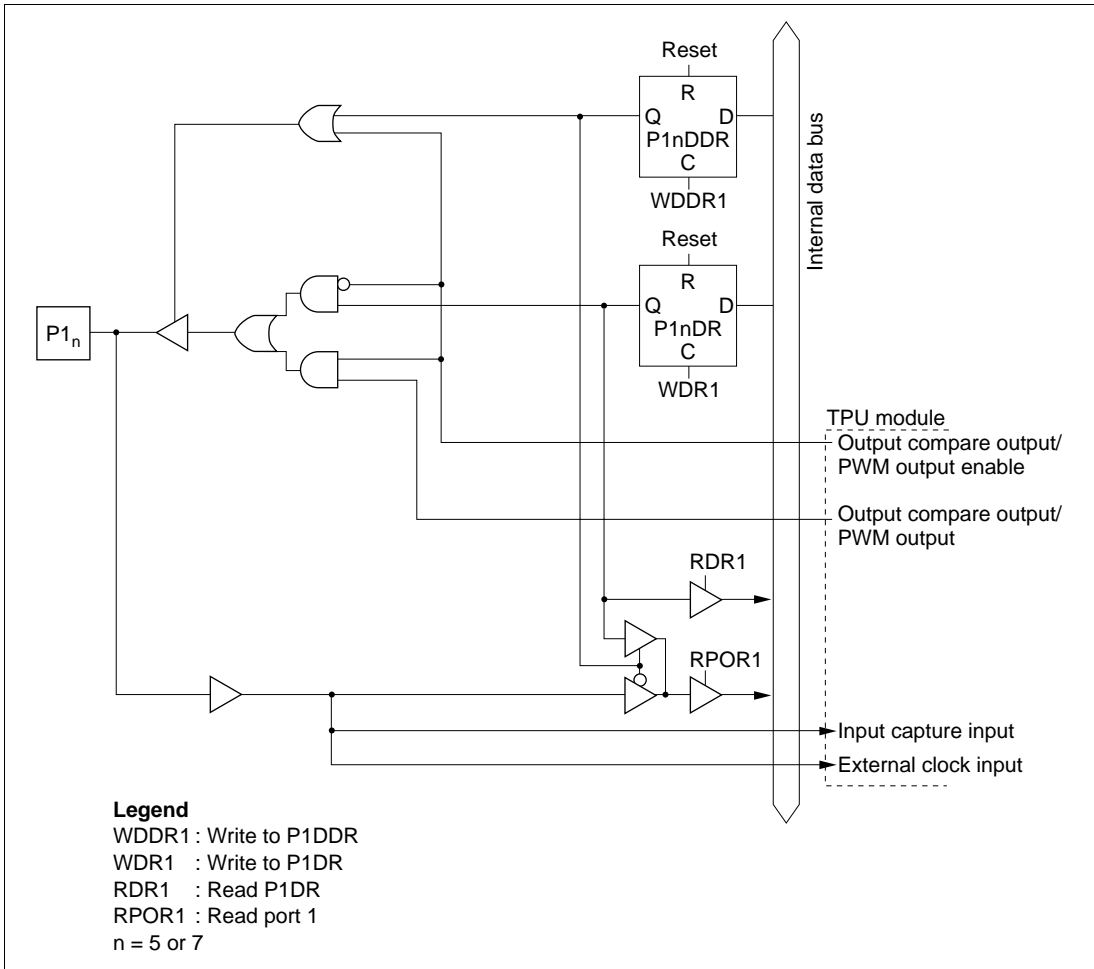 Reset
R
Q D
P1nDDR
C
WDDR1
Internal data bus
Reset
R
Q D
P1nDR
C
WDR1
P1n
TPU module
Output compare output/
PWM output enable
Output compare output/
PWM output
RDR1
RPOR1
Input capture input
External clock input
Legend
WDDR1 : Write to P1DDR
WDR1 : Write to P1DR
RDR1 : Read P1DR
RPOR1 : Read port 1
n = 5 or 7